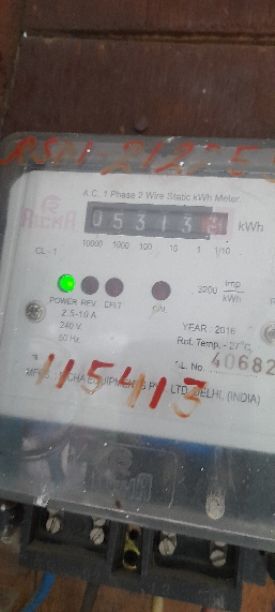 A.C. 1 Phase 2 Wire Static kWh Meter
05313 kWh
10000 1000 100 10 1 1/10
CL - 1
3200 imp/kWh
POWER REV CAL
2.5-10 A
240 V.
50 Hz.
YEAR : 2016
Ref. Temp. - 27°C
SL. No. 40682
115413
LTD. DELHI, (INDIA)